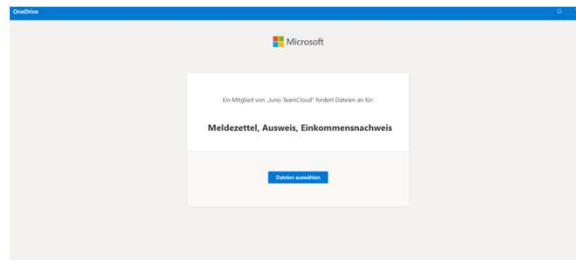 OneDrive
Microsoft
Ein Mitglied von „Juno TeamCloud" fordert Dateien an für:
Meldezettel, Ausweis, Einkommensnachweis
Dateien auswählen